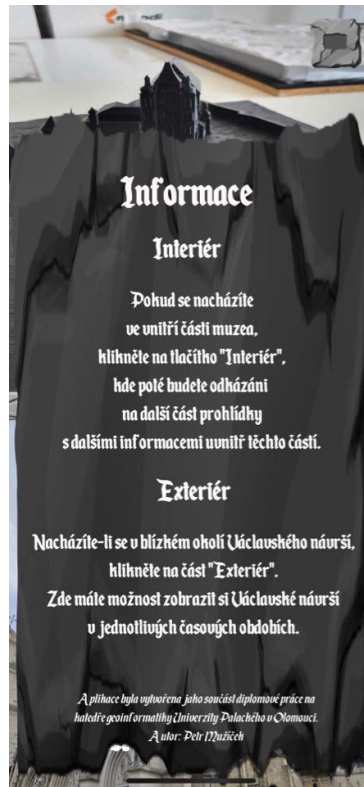 Informace
Interiér
Pokud se nacházíte
ve vnitří části muzea,
klikněte na tlačítko "Interiér",
kde poté budete odkázáni
na další část prohlídky
s dalšími informacemi uvnitř těchto částí.
Exteriér
Nacházíte-li se v blízkém okolí Václavského návrší,
klikněte na část "Exteriér".
Zde máte možnost zobrazit si Václavské návrší
v jednotlivých časových obdobích.
Aplikace byla vytvořena jako součást diplomové práce na
katedře geoinformatiky Univerzity Palackého v Olomouci.
Autor: Petr Mužíček